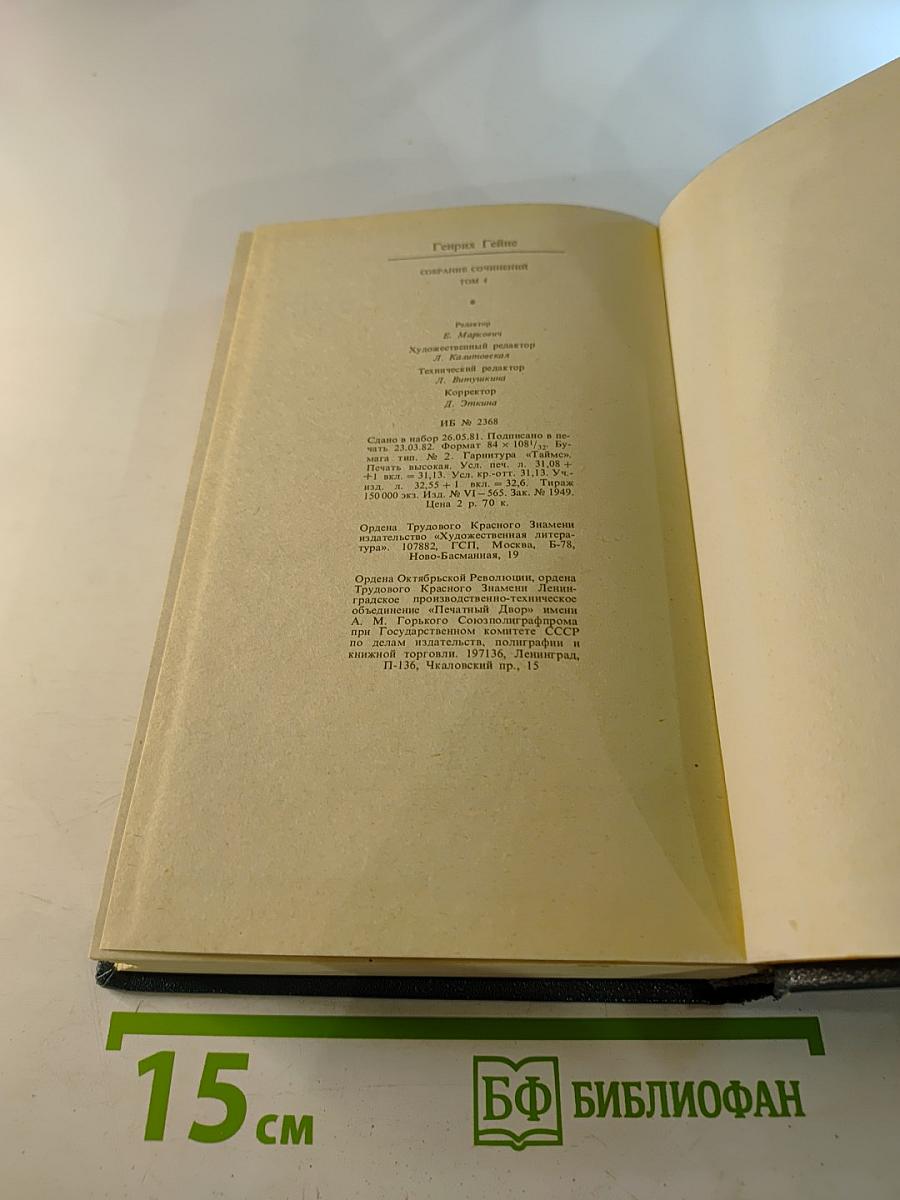 Генрих Гейне
СОБРАНИЕ СОЧИНЕНИЙ
ТОМ 4
Редактор
Е. Маркович
Художественный редактор
Л. Калитовская
Технический редактор
Л. Витушкина
Корректор
Д. Эткина
ИБ № 2368
Сдано в набор 26.05.81. Подписано в пе-
чать 23.03.82. Формат 84 × 108¹/₃₂. Бу-
мага тип. № 2. Гарнитура «Таймс».
Печать высокая. Усл. печ. л. 31,08 +
+1 вкл. = 31,13. Усл. кр.-отт. 31,13. Уч.-
изд. л. 32,55 + 1 вкл. = 32,6. Тираж
150 000 экз. Изд. № VI – 565. Зак. № 1949.
Цена 2 р. 70 к.
Ордена Трудового Красного Знамени
издательство «Художественная литера-
тура». 107882, ГСП, Москва, Б-78,
Ново-Басманная, 19
Ордена Октябрьской Революции, ордена
Трудового Красного Знамени Ленин-
градское производственно-техническое
объединение «Печатный Двор» имени
А. М. Горького Союзполиграфпрома
при Государственном комитете СССР
по делам издательств, полиграфии и
книжной торговли. 197136, Ленинград,
П-136, Чкаловский пр., 15
15 см
БФ БИБЛИОФАН